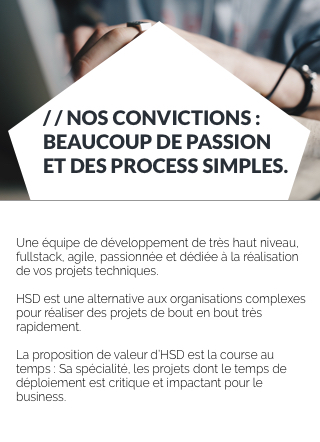 // NOS CONVICTIONS :
BEAUCOUP DE PASSION
ET DES PROCESS SIMPLES.
Une équipe de développement de très haut niveau,
fullstack, agile, passionnée et dédiée à la réalisation
de vos projets techniques.
HSD est une alternative aux organisations complexes
pour réaliser des projets de bout en bout très
rapidement.
La proposition de valeur d'HSD est la course au
temps : Sa spécialité, les projets dont le temps de
déploiement est critique et impactant pour le
business.